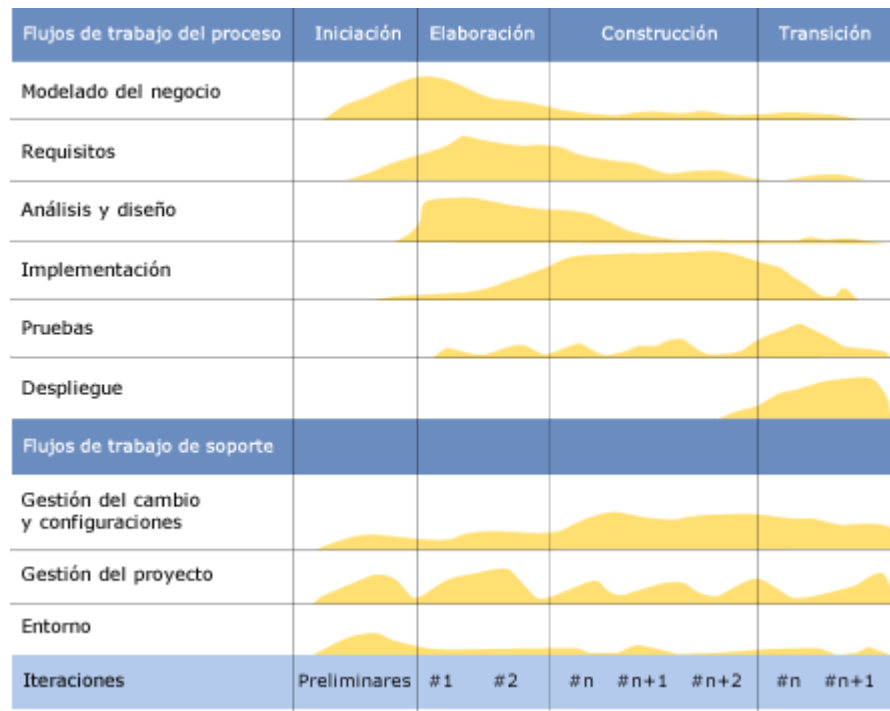 Flujos de trabajo del proceso Iniciación Elaboración Construcción Transición
Modelado del negocio
Requisitos
Análisis y diseño
Implementación
Pruebas
Despliegue
Flujos de trabajo de soporte
Gestión del cambio
y configuraciones
Gestión del proyecto
Entorno
Iteraciones Preliminares #1 #2 #n #n+1 #n+2 #n #n+1